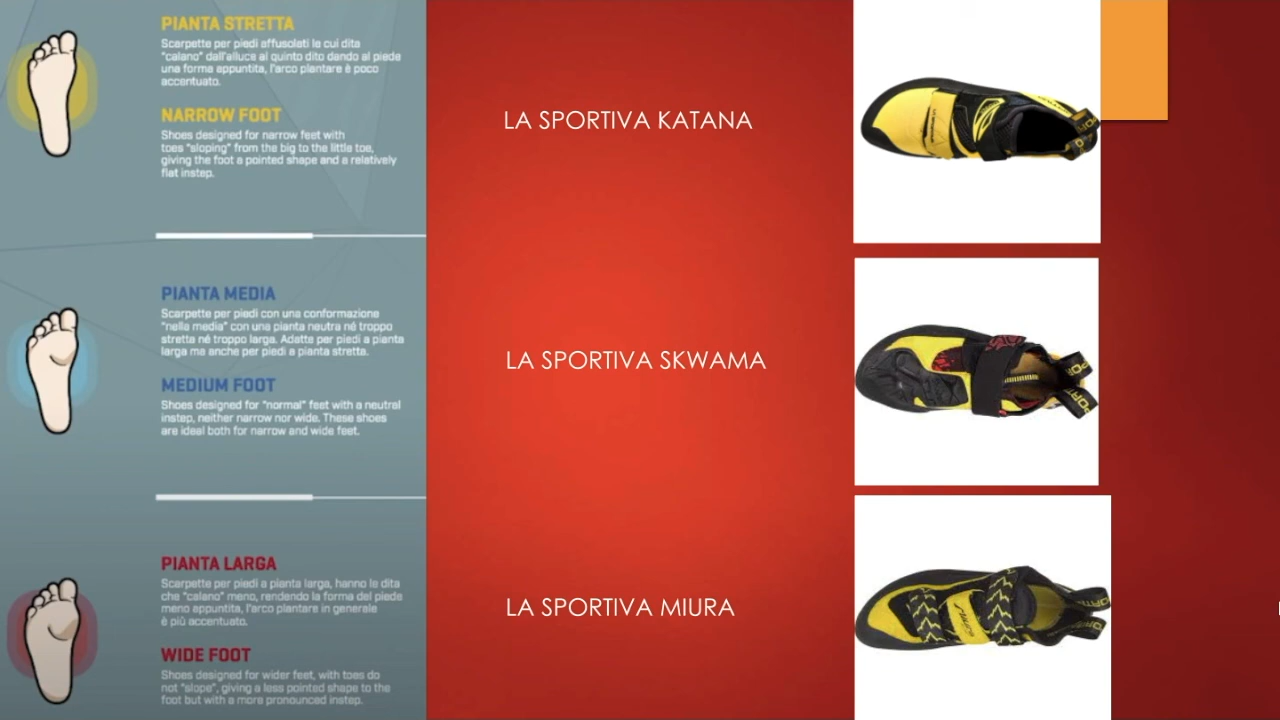 PIANTA STRETTA
Scarpette per piedi affusolati le cui dita
"calano" dall'alluce al quinto dito dando al piede
una forma appuntita, l'arco plantare è poco
accentuato.
NARROW FOOT
Shoes designed for narrow feet with
toes "sloping" from the big to the little toe,
giving the foot a pointed shape and a relatively
flat instep.
LA SPORTIVA KATANA
PIANTA MEDIA
Scarpette per piedi con una conformazione
"nella media" con una pianta neutra né troppo
stretta né troppo larga. Adatte per piedi a pianta
larga ma anche per piedi a pianta stretta.
MEDIUM FOOT
Shoes designed for "normal" feet with a neutral
instep, neither narrow nor wide. These shoes
are ideal both for narrow and wide feet.
LA SPORTIVA SKWAMA
PIANTA LARGA
Scarpette per piedi a pianta larga, hanno le dita
che "calano" meno, rendendo la forma del piede
meno appuntita, l'arco plantare in generale
è più accentuato.
WIDE FOOT
Shoes designed for wider feet, with toes do
not "slope", giving a less pointed shape to the
foot but with a more pronounced instep.
LA SPORTIVA MIURA